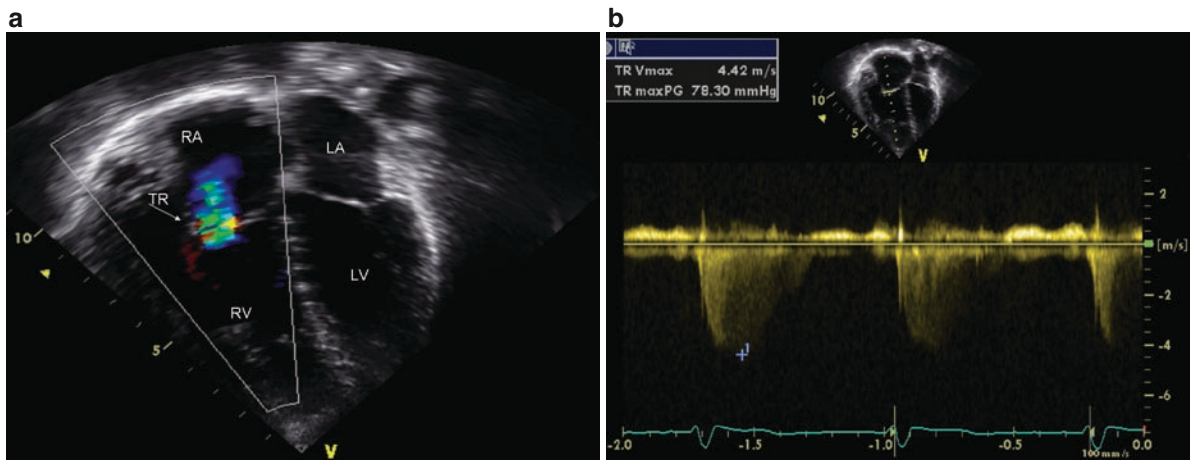 a
RA
LA
TR
10
LV
RV
5
V
b
TR Vmax 4.42 m/s
TR maxPG 78.30 mmHg
10
5
V
2
[m/s]
-2
1
-4
-6
-2.0 -1.5 -1.0 -0.5 0.0
100 mm/s